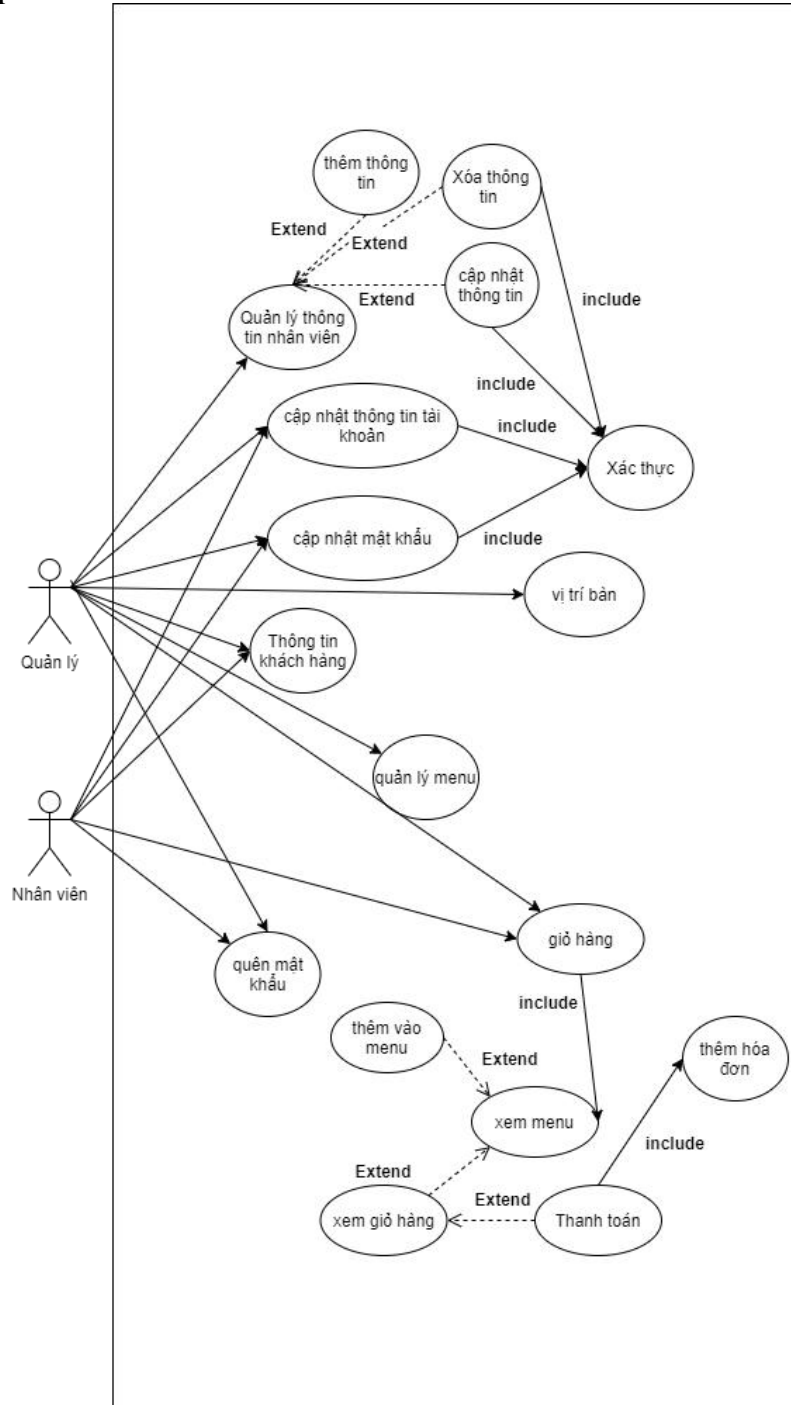 thêm thông
tin
Xóa thông
tin
Extend
Extend
cập nhật
thông tin
Extend
include
Quản lý thông
tin nhân viên
include
cập nhật thông tin tài
khoản
include
Xác thực
cập nhật mật khẩu
include
vị trí bàn
Quản lý
Thông tin
khách hàng
quản lý menu
Nhân viên
giỏ hàng
quên mật
khẩu
include
thêm vào
menu
Extend
thêm hóa
đơn
xem menu
include
Extend
xem giỏ hàng
Extend
Thanh toán